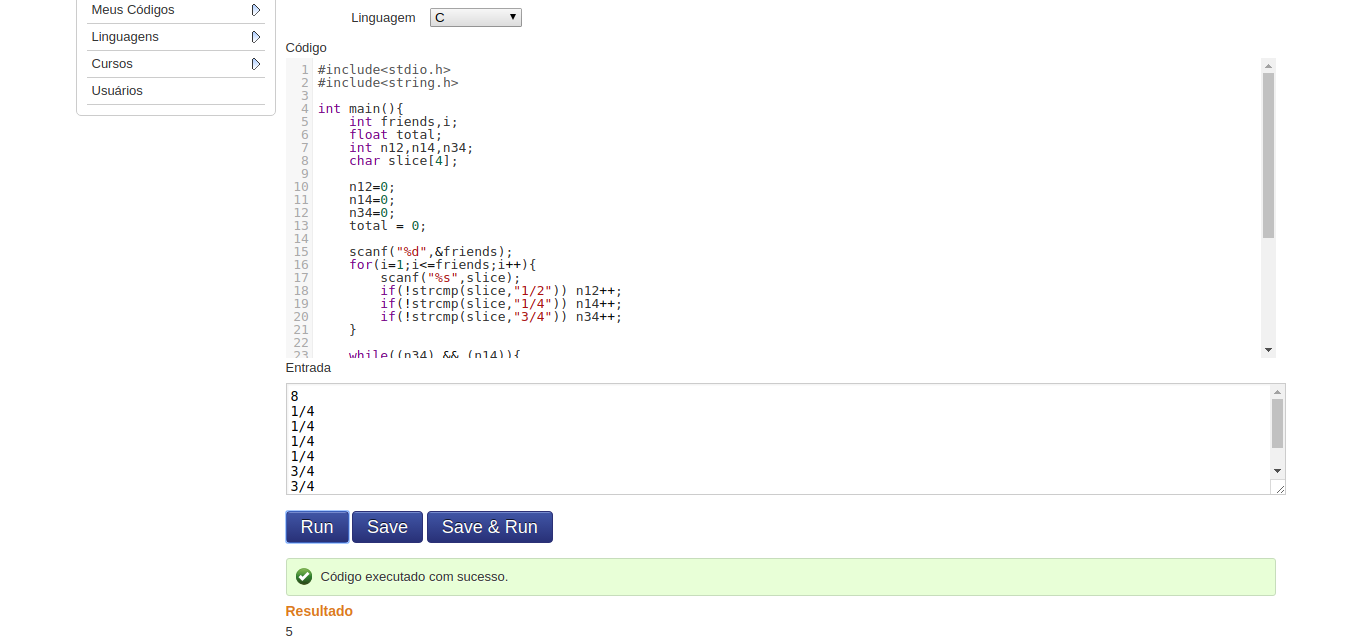 Meus Códigos
Linguagens
Cursos
Usuários
Linguagem C
Código
1 #include<stdio.h>
2 #include<string.h>
3
4 int main(){
5     int friends,i;
6     float total;
7     int n12,n14,n34;
8     char slice[4];
9
10     n12=0;
11     n14=0;
12     n34=0;
13     total = 0;
14
15     scanf("%d",&friends);
16     for(i=1;i<=friends;i++){
17         scanf("%s",slice);
18         if(!strcmp(slice,"1/2")) n12++;
19         if(!strcmp(slice,"1/4")) n14++;
20         if(!strcmp(slice,"3/4")) n34++;
21     }
22
23     while((n34) && (n14)){
Entrada
8
1/4
1/4
1/4
1/4
3/4
3/4
Run Save Save & Run
Código executado com sucesso.
Resultado
5